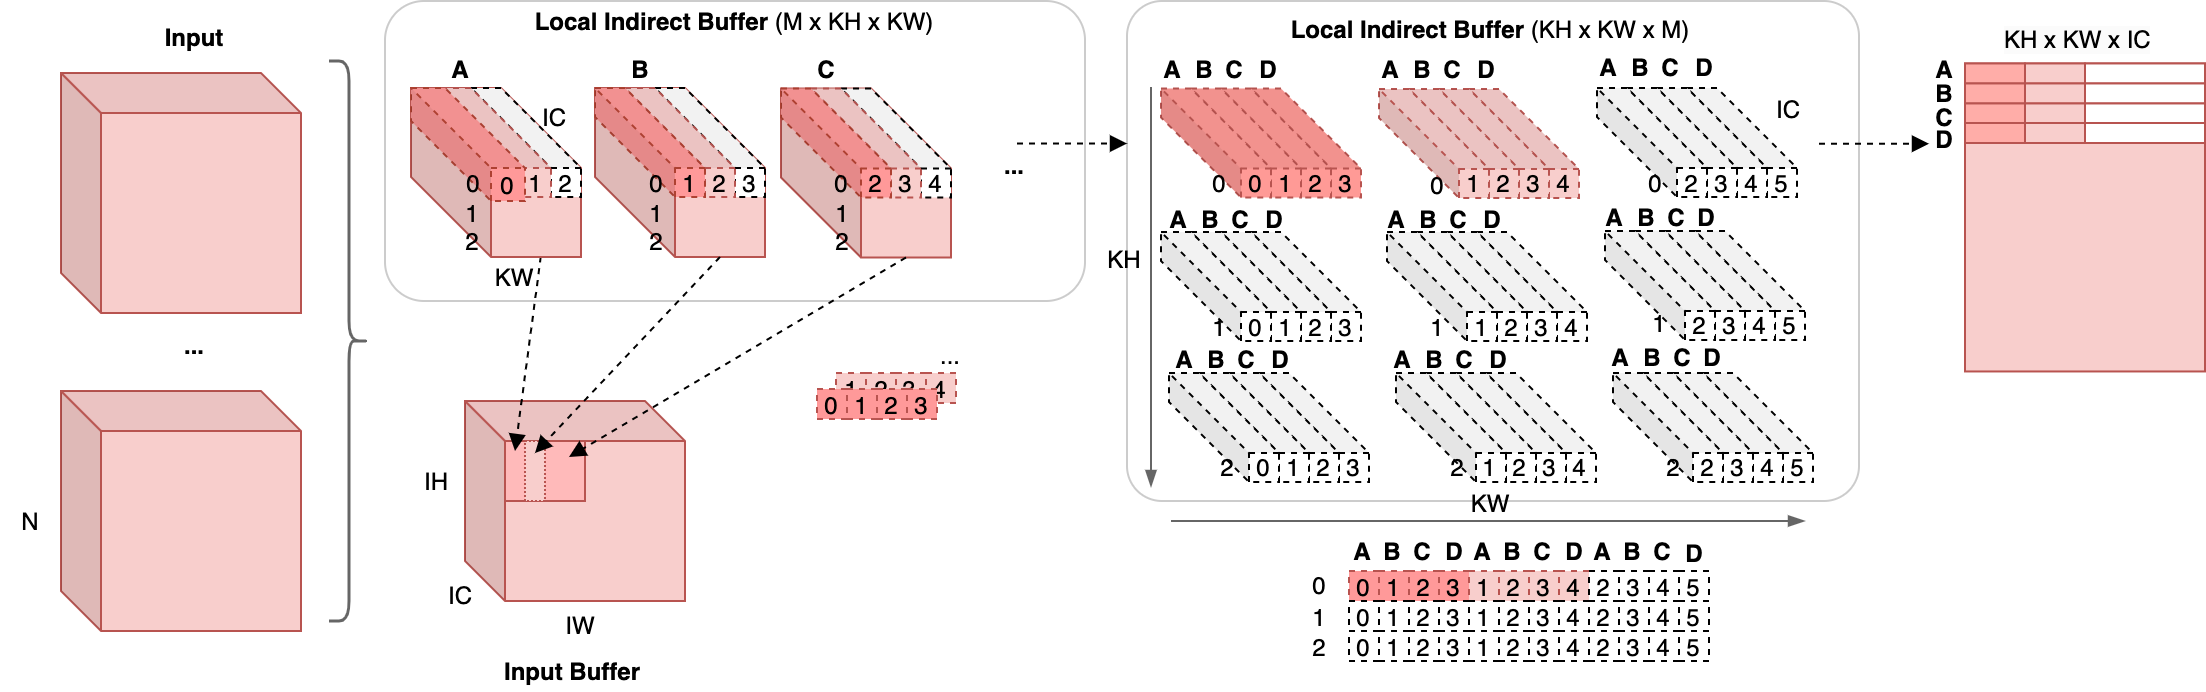 Input
...
N
Local Indirect Buffer (M x KH x KW)
A B C
IC
0 0 1 2
1
2
KW
0 1 2 3
1
2
0 2 3 4
1
2
...
...
1 2 3 4
0 1 2 3
IH
IC
IW
Input Buffer
Local Indirect Buffer (KH x KW x M)
A B C D A B C D A B C D
IC
0 0 1 2 3 0 1 2 3 4 0 2 3 4 5
A B C D A B C D A B C D
KH
1 0 1 2 3 1 1 2 3 4 1 2 3 4 5
A B C D A B C D A B C D
2 0 1 2 3 2 1 2 3 4 2 2 3 4 5
KW
A B C D A B C D A B C D
0 0 1 2 3 1 2 3 4 2 3 4 5
1 0 1 2 3 1 2 3 4 2 3 4 5
2 0 1 2 3 1 2 3 4 2 3 4 5
KH x KW x IC
A
B
C
D